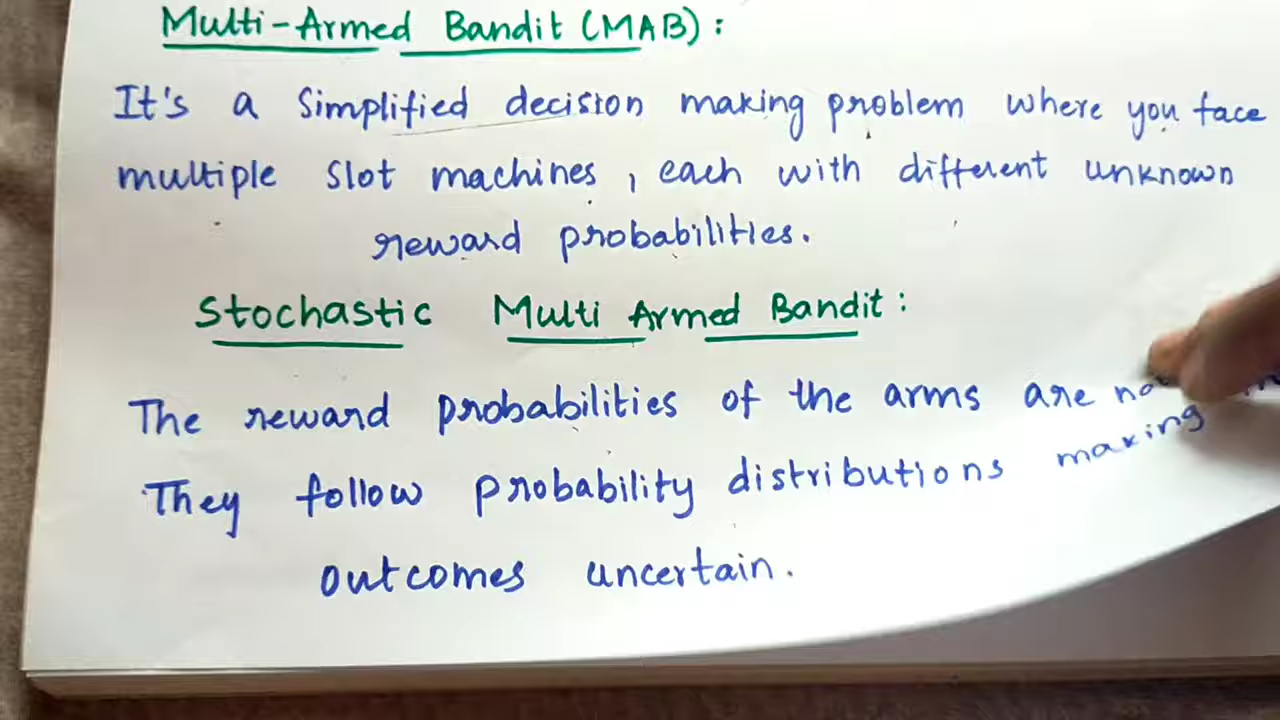 Multi-Armed Bandit (MAB):
It's a simplified decision making problem where you face
multiple slot machines, each with different unknown
reward probabilities.
Stochastic Multi Armed Bandit:
The reward probabilities of the arms are
They follow probability distributions making
outcomes uncertain.